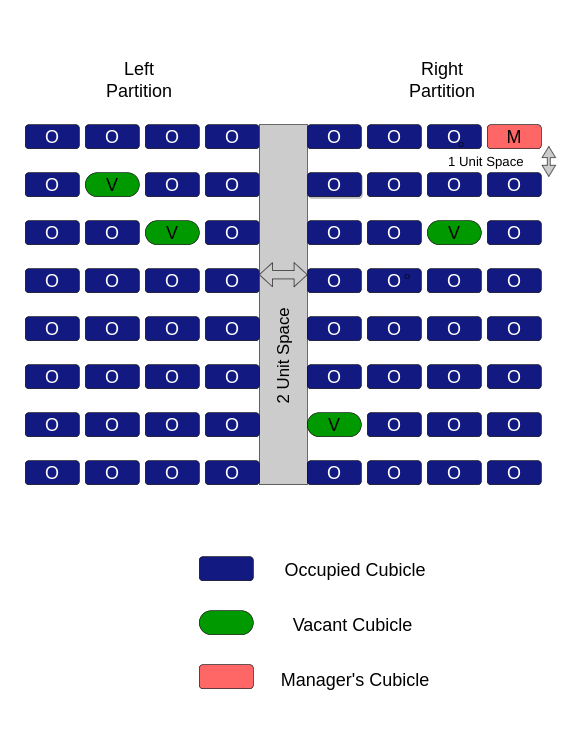 Left Partition
Right Partition
O O O O O O O M
1 Unit Space
O V O O O O O O
O O V O O O V O
O O O O O O O O
O O O O O O O O
2 Unit Space
O O O O O O O O
O O O O V O O O
O O O O O O O O
Occupied Cubicle
Vacant Cubicle
Manager's Cubicle